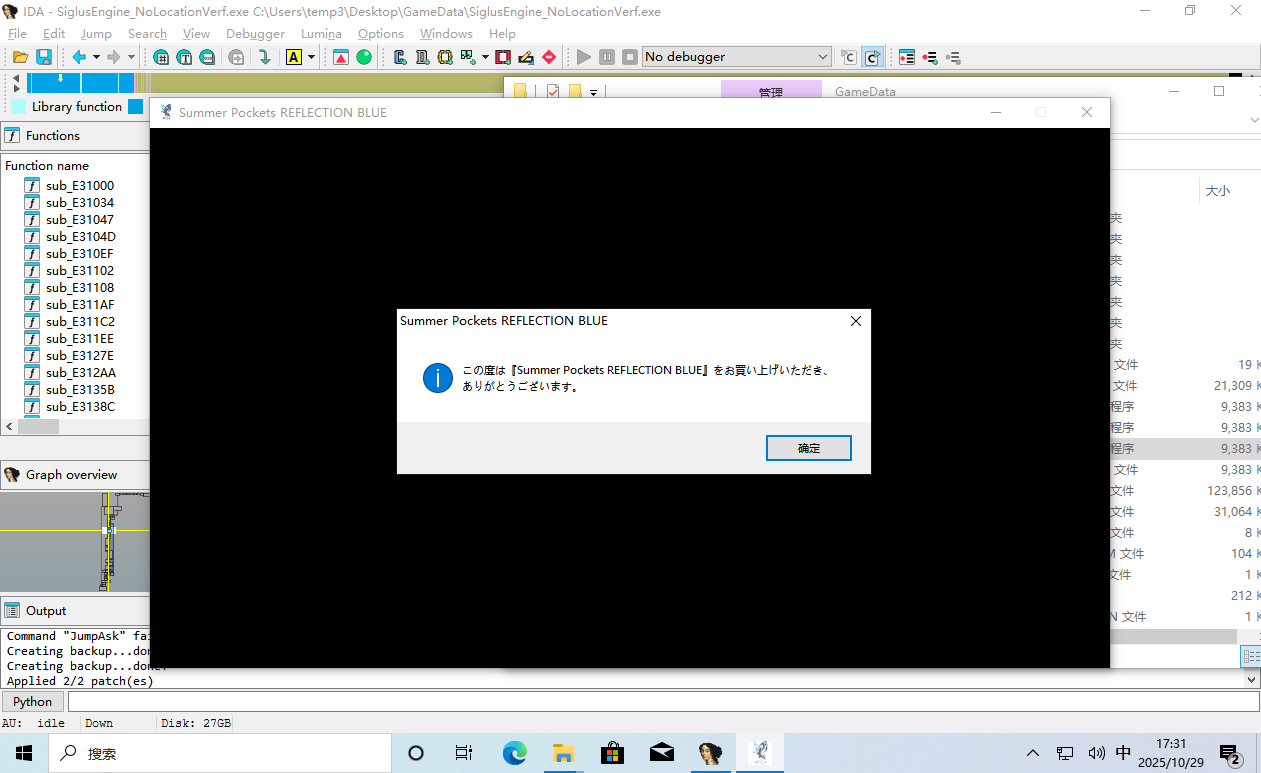 IDA - SiglusEngine_NoLocationVerf.exe C:\Users\temp3\Desktop\GameData\SiglusEngine_NoLocationVerf.exe
File Edit Jump Search View Debugger Lumina Options Windows Help
No debugger
Library function
管理
GameData
Functions
Summer Pockets REFLECTION BLUE
Function name
大小
sub_E31000
sub_E31034
sub_E31047
sub_E3104D
sub_E310EF
sub_E31102
sub_E31108
sub_E311AF
sub_E311C2
sub_E311EE
sub_E3127E
sub_E312AA
sub_E3135B
sub_E3138C
夹
夹
夹
夹
夹
夹
夹
文件 19 K
文件 21,309 K
程序 9,383 K
程序 9,383 K
程序 9,383 K
文件 9,383 K
文件 123,856 K
文件 31,064 K
文件 8 K
M 文件 104 K
文件 1 K
212 K
N 文件 1 K
Summer Pockets REFLECTION BLUE
この度は『Summer Pockets REFLECTION BLUE』をお買い上げいただき、
ありがとうございます。
确定
Graph overview
Output
Command "JumpAsk" fai
Creating backup...don
Creating backup...done.
Applied 2/2 patch(es)
Python
AU: idle Down Disk: 27GB
搜索
中
17:31
2025/10/29
2